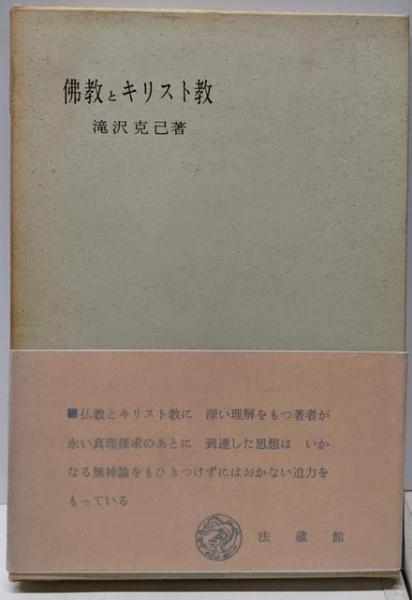 佛教とキリスト教
滝沢克己著
■仏教とキリスト教に 深い理解をもつ著者が
永い真理探求のあとに 到達した思想は いか
なる無神論をもひきつけずにはおかない迫力を
もっている
法蔵館